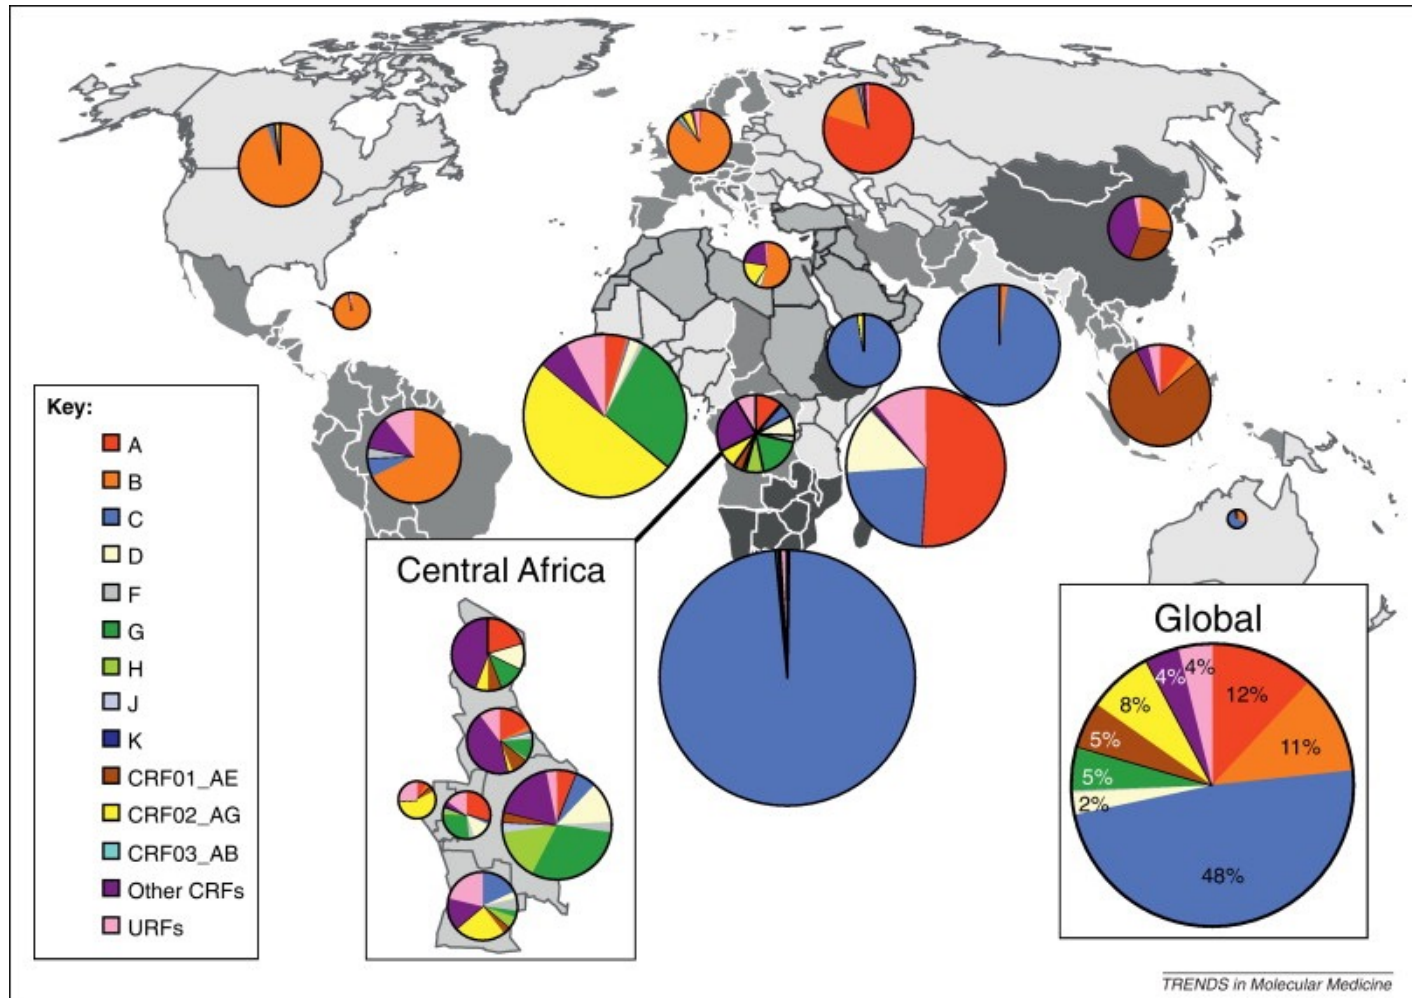 Key:
A
B
C
D
F
G
H
J
K
CRF01_AE
CRF02_AG
CRF03_AB
Other CRFs
URFs
Central Africa
Global
4%
4%
12%
8%
11%
5%
5%
2%
48%
TRENDS in Molecular Medicine